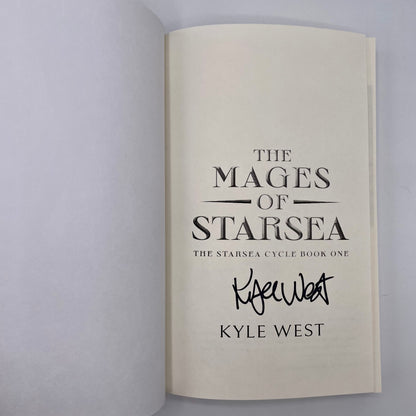 THE
MAGES
OF
STARSEA
THE STARSEA CYCLE BOOK ONE
Kyle West
KYLE WEST